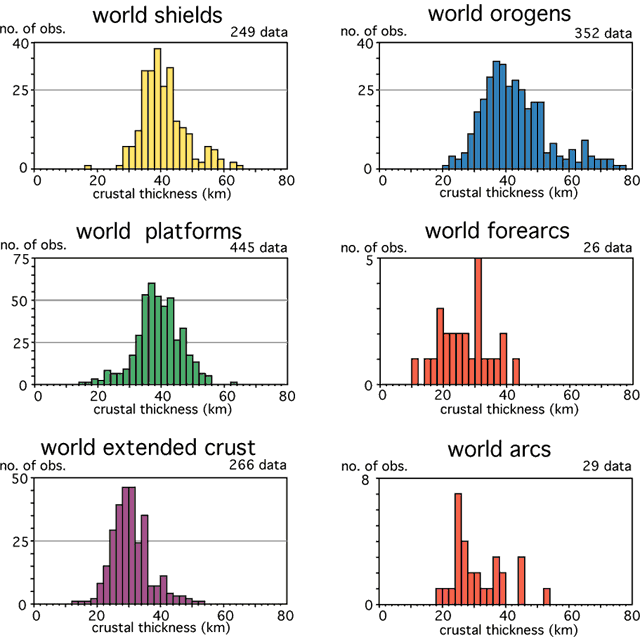 world shields
no. of obs.
249 data
40
25
0
0 20 40 60 80
crustal thickness (km)
world orogens
no. of obs.
352 data
40
25
0
0 20 40 60 80
crustal thickness (km)
world platforms
no. of obs.
445 data
75
50
25
0
0 20 40 60 80
crustal thickness (km)
world forearcs
no. of obs.
26 data
5
0
0 20 40 60 80
crustal thickness (km)
world extended crust
no. of obs.
266 data
50
25
0
0 20 40 60 80
crustal thickness (km)
world arcs
no. of obs.
29 data
8
0
0 20 40 60 80
crustal thickness (km)